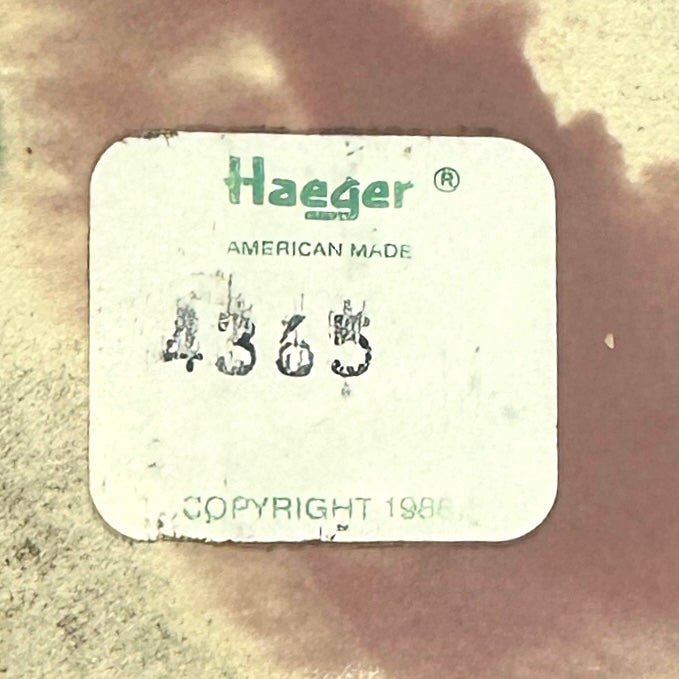 Haeger ®
AMERICAN MADE
4363
COPYRIGHT 1986